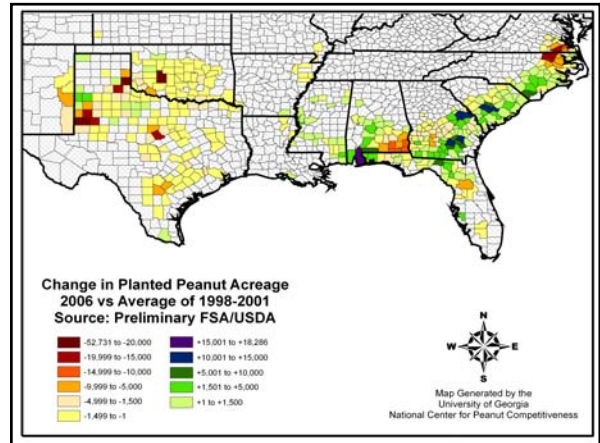 Change in Planted Peanut Acreage
2006 vs Average of 1998-2001
Source: Preliminary FSA/USDA
-52,731 to -20,000
-19,999 to -15,000
-14,999 to -10,000
-9,999 to -5,000
-4,999 to -1,500
-1,499 to -1
+15,001 to +18,286
+10,001 to +15,000
+5,001 to +10,000
+1,501 to +5,000
+1 to +1,500
N
W E
S
Map Generated by the
University of Georgia
National Center for Peanut Competitiveness